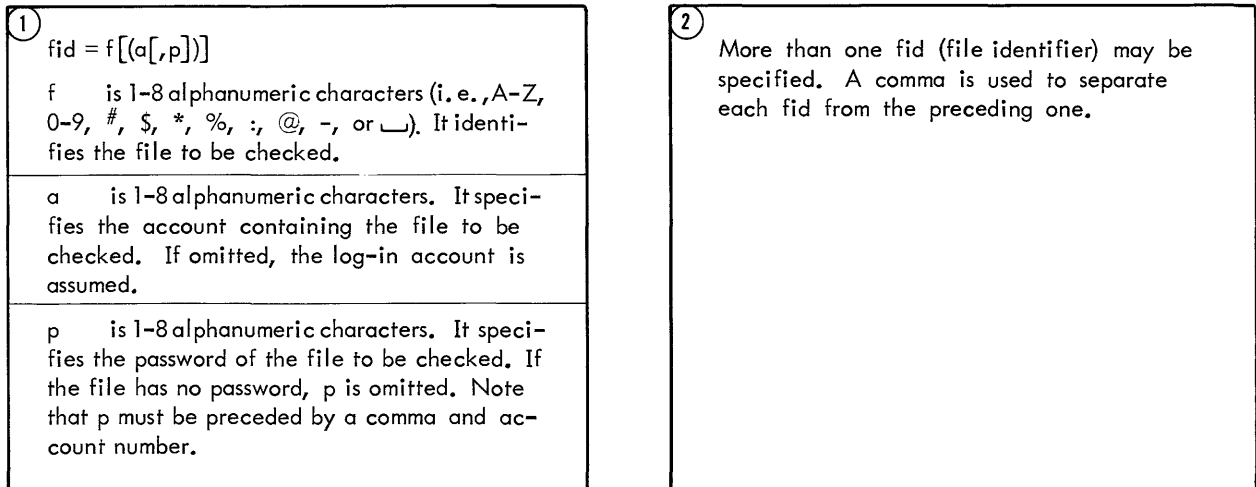 1
fid = f[(a[,p])]
f is 1-8 alphanumeric characters (i.e., A-Z,
0-9, #, $, *, %, :, @, -, or ⎵). It identi-
fies the file to be checked.
a is 1-8 alphanumeric characters. It speci-
fies the account containing the file to be
checked. If omitted, the log-in account is
assumed.
p is 1-8 alphanumeric characters. It speci-
fies the password of the file to be checked. If
the file has no password, p is omitted. Note
that p must be preceded by a comma and ac-
count number.
2
More than one fid (file identifier) may be
specified. A comma is used to separate
each fid from the preceding one.